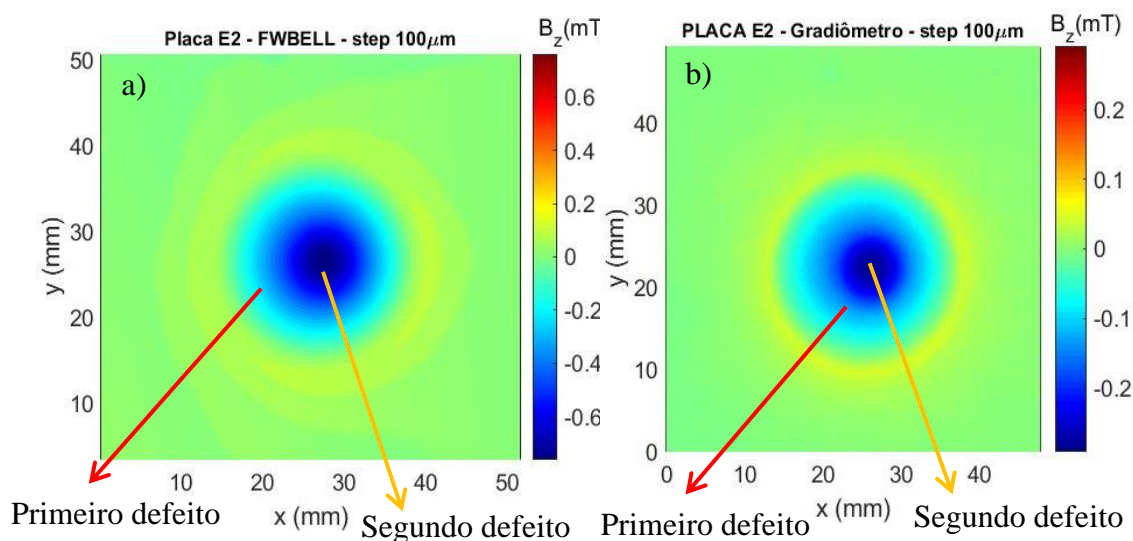 Placa E2 - FWBELL - step 100µm
B_z(mT
a)
50
40
30
20
10
y (mm)
10
20
30
40
50
x (mm)
0.6
0.4
0.2
0
-0.2
-0.4
-0.6
Primeiro defeito
Segundo defeito
PLACA E2 - Gradiômetro - step 100µm
B_z(mT)
b)
40
30
20
10
0
y (mm)
0
10
20
30
40
x (mm)
0.2
0.1
0
-0.1
-0.2
Primeiro defeito
Segundo defeito